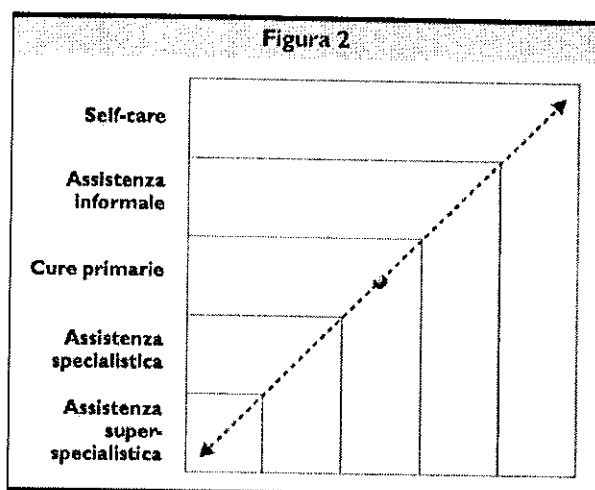 Figura 2
Self-care
Assistenza
informale
Cure primarie
Assistenza
specialistica
Assistenza
super-
specialistica